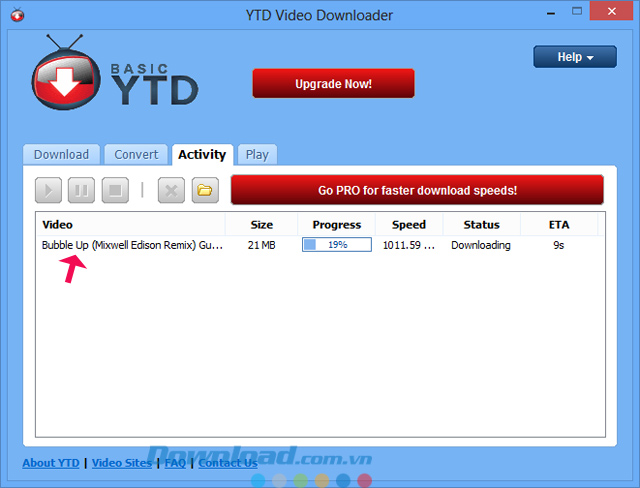 YTD Video Downloader
BASIC
YTD
Upgrade Now!
Help
Download Convert Activity Play
Go PRO for faster download speeds!
Video Size Progress Speed Status ETA
Bubble Up (Mixwell Edison Remix) Gu... 21 MB 19% 1011.59 ... Downloading 9s
Download.com.vn
About YTD | Video Sites | FAQ | Contact Us